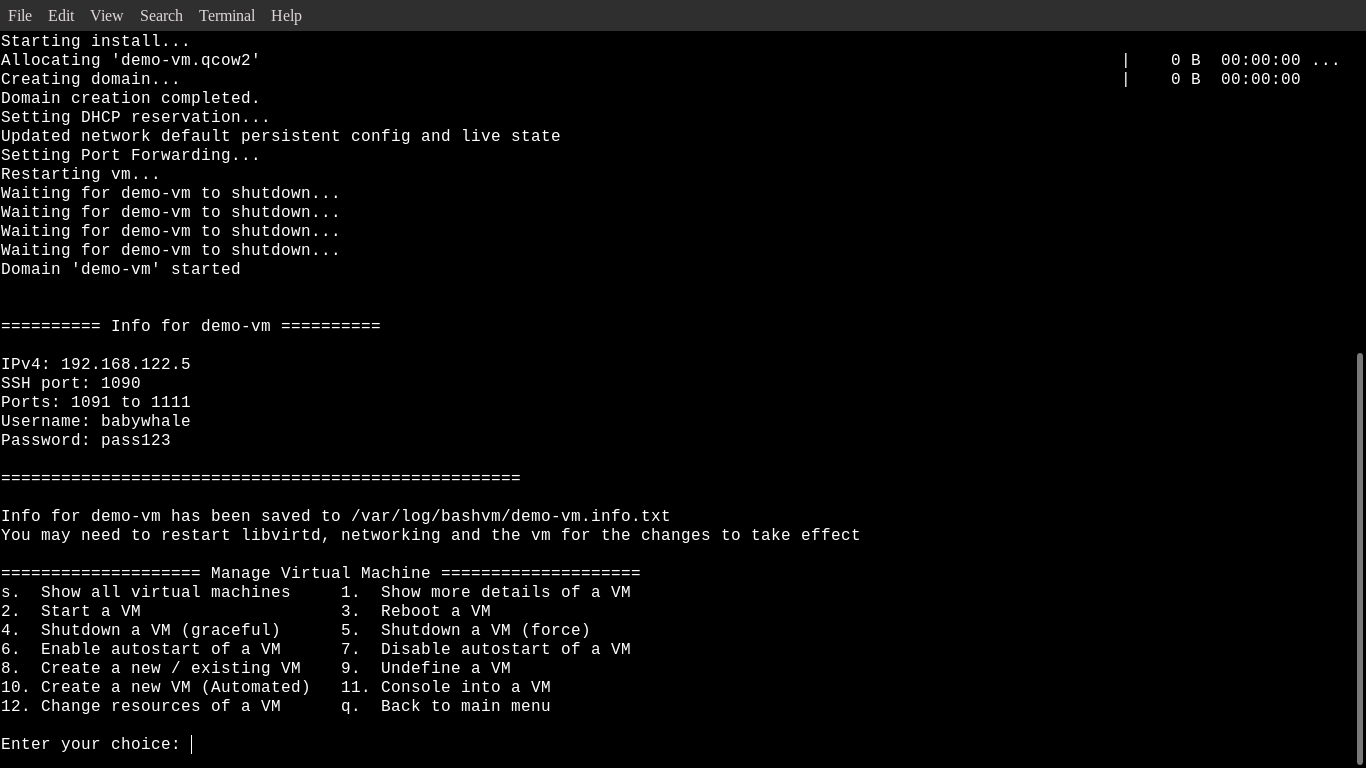 File Edit View Search Terminal Help
Starting install...
Allocating 'demo-vm.qcow2' | 0 B 00:00:00 ...
Creating domain... | 0 B 00:00:00
Domain creation completed.
Setting DHCP reservation...
Updated network default persistent config and live state
Setting Port Forwarding...
Restarting vm...
Waiting for demo-vm to shutdown...
Waiting for demo-vm to shutdown...
Waiting for demo-vm to shutdown...
Waiting for demo-vm to shutdown...
Domain 'demo-vm' started
========== Info for demo-vm ==========
IPv4: 192.168.122.5
SSH port: 1090
Ports: 1091 to 1111
Username: babywhale
Password: pass123
====================================================
Info for demo-vm has been saved to /var/log/bashvm/demo-vm.info.txt
You may need to restart libvirtd, networking and the vm for the changes to take effect
==================== Manage Virtual Machine ====================
s.  Show all virtual machines     1.  Show more details of a VM
2.  Start a VM                    3.  Reboot a VM
4.  Shutdown a VM (graceful)      5.  Shutdown a VM (force)
6.  Enable autostart of a VM      7.  Disable autostart of a VM
8.  Create a new / existing VM    9.  Undefine a VM
10. Create a new VM (Automated)   11. Console into a VM
12. Change resources of a VM      q.  Back to main menu
Enter your choice: